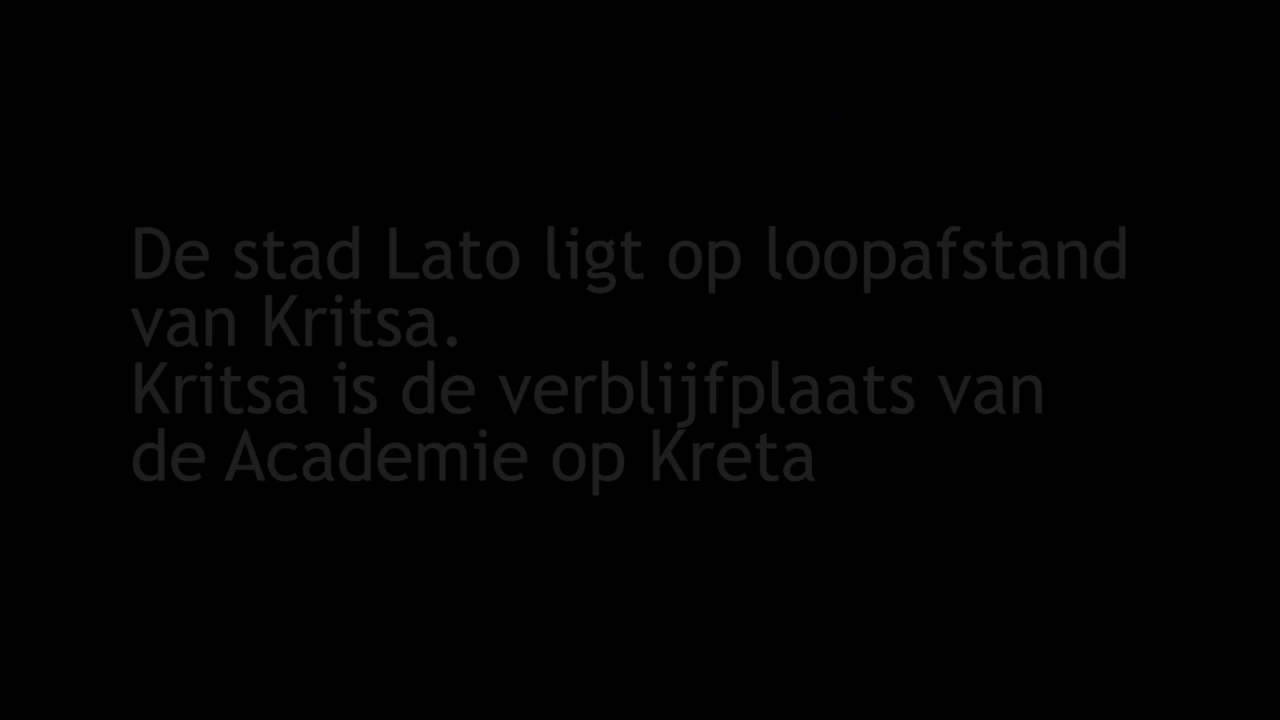 De stad Lato ligt op loopafstand
van Kritsa.
Kritsa is de verblijfplaats van
de Academie op Kreta